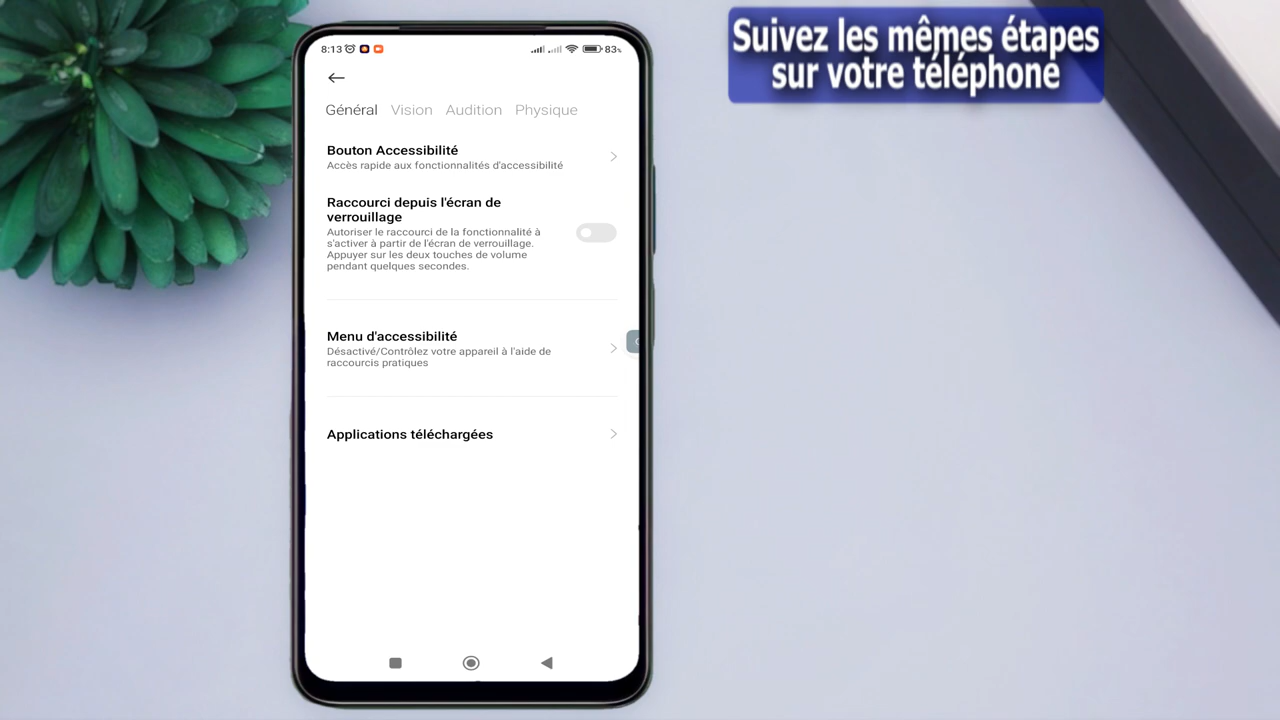 Suivez les mêmes étapes
sur votre téléphone
8:13
83%
Général Vision Audition Physique
Bouton Accessibilité
Accès rapide aux fonctionnalités d'accessibilité
Raccourci depuis l'écran de
verrouillage
Autoriser le raccourci de la fonctionnalité à
s'activer à partir de l'écran de verrouillage.
Appuyer sur les deux touches de volume
pendant quelques secondes.
Menu d'accessibilité
Désactivé/Contrôlez votre appareil à l'aide de
raccourcis pratiques
Applications téléchargées